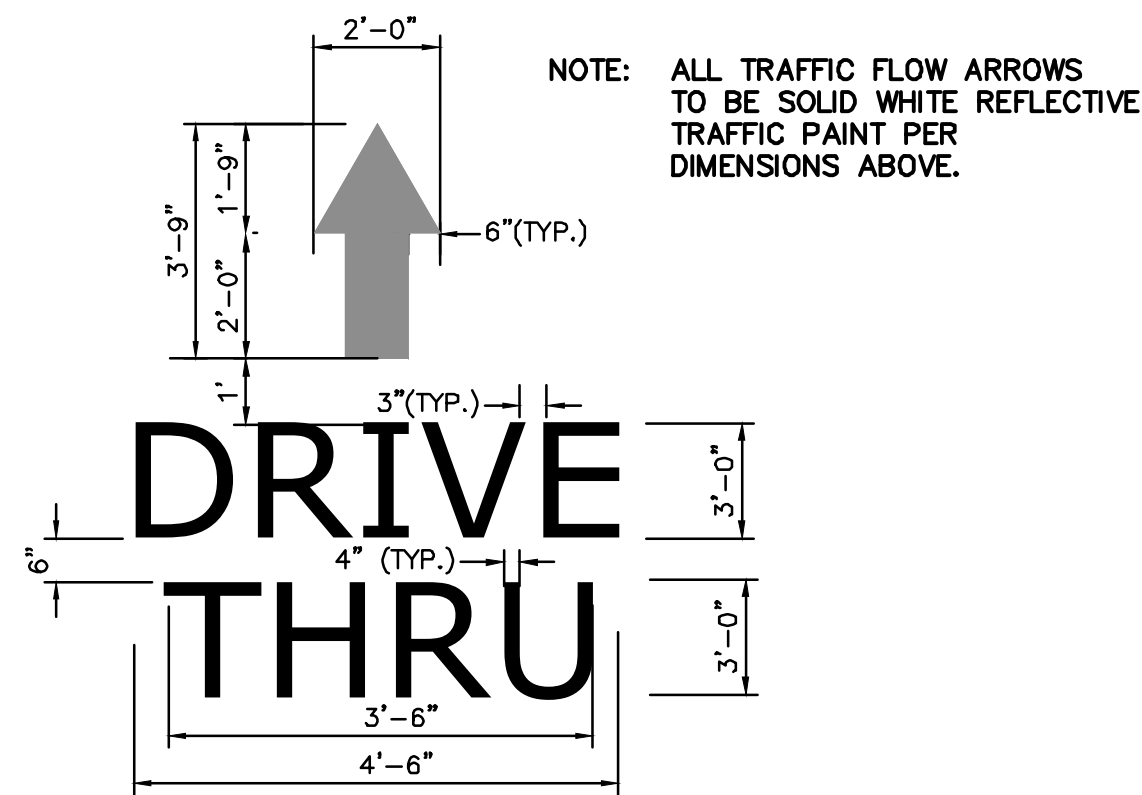 2'-0"
NOTE: ALL TRAFFIC FLOW ARROWS
TO BE SOLID WHITE REFLECTIVE
TRAFFIC PAINT PER
DIMENSIONS ABOVE.
3'-9"
1'-9"
6"(TYP.)
2'-0"
1'
3"(TYP.)
DRIVE
3'-0"
6"
4" (TYP.)
THRU
3'-0"
3'-6"
4'-6"